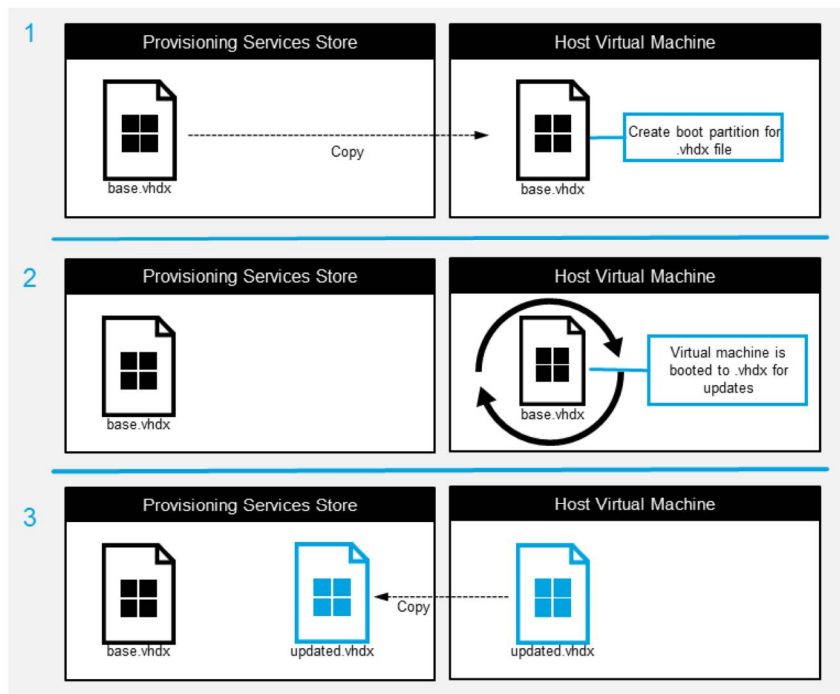 1
Provisioning Services Store
Host Virtual Machine
base.vhdx
Copy
base.vhdx
Create boot partition for
.vhdx file
2
Provisioning Services Store
Host Virtual Machine
base.vhdx
base.vhdx
Virtual machine is
booted to .vhdx for
updates
3
Provisioning Services Store
Host Virtual Machine
base.vhdx
updated.vhdx
Copy
updated.vhdx